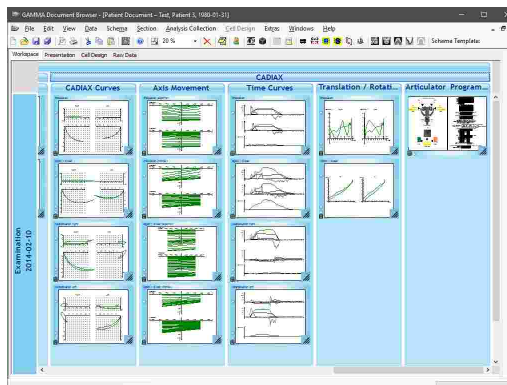 GAMMA Document Browser - [Patient Document - Test, Patient 3, 1980-01-31]
File Edit View Data Schema Section Analysis Collection Cell Design Extras Windows Help
20 % Schema Template:
Workspace Presentation Cell Design Raw Data
CADIAX
CADIAX Curves Axis Movement Time Curves Translation / Rotati... Articulator Program...
Examination
2014-02-10